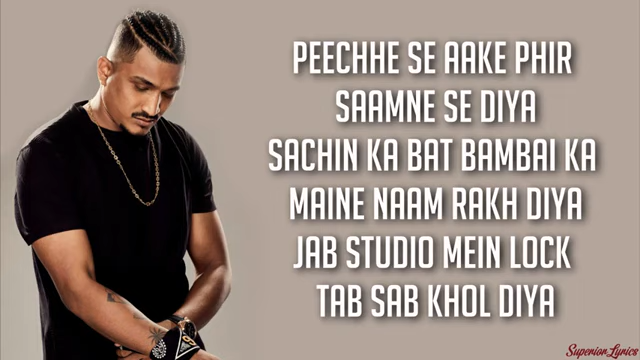 PEECHHE SE AAKE PHIR
SAAMNE SE DIYA
SACHIN KA BAT BAMBAI KA
MAINE NAAM RAKH DIYA
JAB STUDIO MEIN LOCK
TAB SAB KHOL DIYA
Superior Lyrics